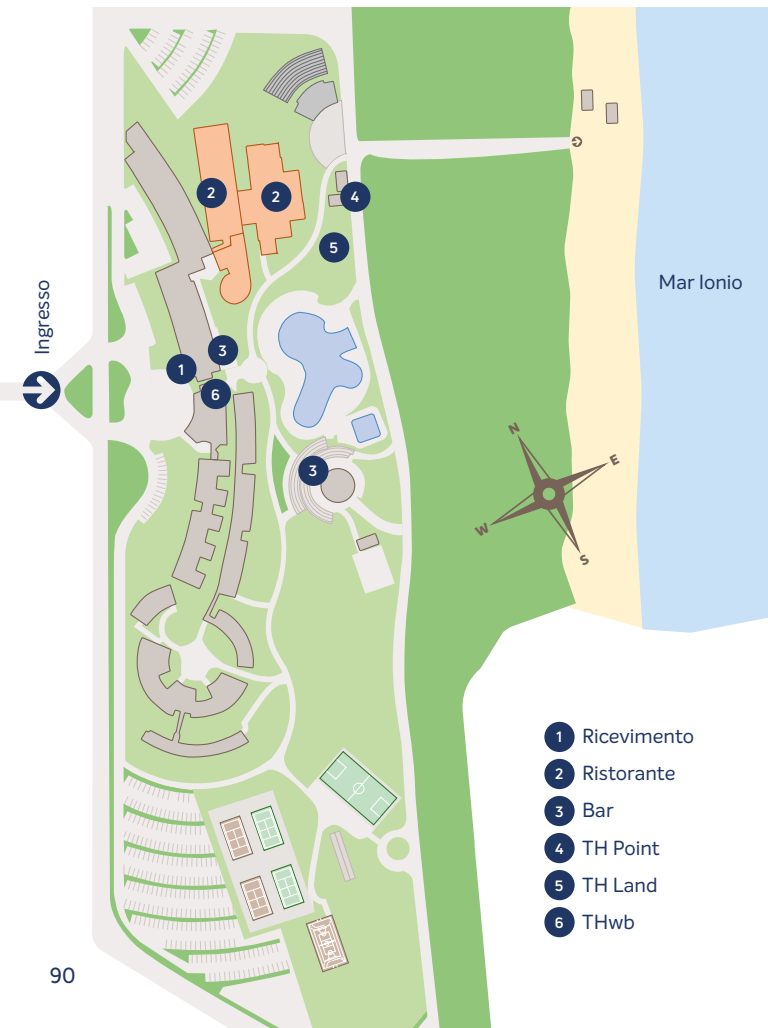 2
2
4
5
Mar Ionio
Ingresso
3
1
6
3
N
E
W
S
1 Ricevimento
2 Ristorante
3 Bar
4 TH Point
5 TH Land
6 THwb
90